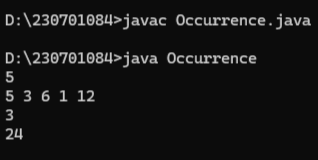 D:\230701084>javac Occurrence.java
D:\230701084>java Occurrence
5
5 3 6 1 12
3
24